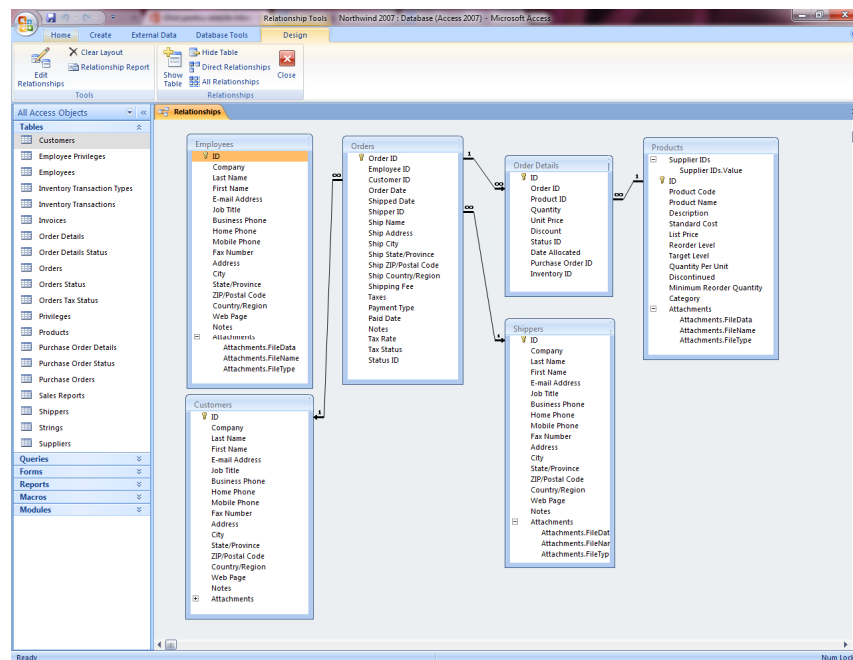 Relationship Tools Northwind 2007 : Database (Access 2007) - Microsoft Access
Home Create External Data Database Tools Design
Edit Relationships
Clear Layout
Relationship Report
Tools
Show Table
Hide Table
Direct Relationships
All Relationships
Close
Relationships
All Access Objects
Tables
Customers
Employee Privileges
Employees
Inventory Transaction Types
Inventory Transactions
Invoices
Order Details
Order Details Status
Orders
Orders Status
Orders Tax Status
Privileges
Products
Purchase Order Details
Purchase Order Status
Purchase Orders
Sales Reports
Shippers
Strings
Suppliers
Queries
Forms
Reports
Macros
Modules
Relationships
Employees
ID
Company
Last Name
First Name
E-mail Address
Job Title
Business Phone
Home Phone
Mobile Phone
Fax Number
Address
City
State/Province
ZIP/Postal Code
Country/Region
Web Page
Notes
Attachments
Attachments.FileData
Attachments.FileName
Attachments.FileType
Customers
ID
Company
Last Name
First Name
E-mail Address
Job Title
Business Phone
Home Phone
Mobile Phone
Fax Number
Address
City
State/Province
ZIP/Postal Code
Country/Region
Web Page
Notes
Attachments
∞
1
Orders
Order ID
Employee ID
Customer ID
Order Date
Shipped Date
Shipper ID
Ship Name
Ship Address
Ship City
Ship State/Province
Ship ZIP/Postal Code
Ship Country/Region
Shipping Fee
Taxes
Payment Type
Paid Date
Notes
Tax Rate
Tax Status
Status ID
1
∞
∞
1
Order Details
ID
Order ID
Product ID
Quantity
Unit Price
Discount
Status ID
Date Allocated
Purchase Order ID
Inventory ID
Shippers
ID
Company
Last Name
First Name
E-mail Address
Job Title
Business Phone
Home Phone
Mobile Phone
Fax Number
Address
City
State/Province
ZIP/Postal Code
Country/Region
Web Page
Notes
Attachments
Attachments.FileDat
Attachments.FileNar
Attachments.FileTyp
∞
1
Products
Supplier IDs
Supplier IDs.Value
ID
Product Code
Product Name
Description
Standard Cost
List Price
Reorder Level
Target Level
Quantity Per Unit
Discontinued
Minimum Reorder Quantity
Category
Attachments
Attachments.FileData
Attachments.FileName
Attachments.FileType
Ready
Num Lock